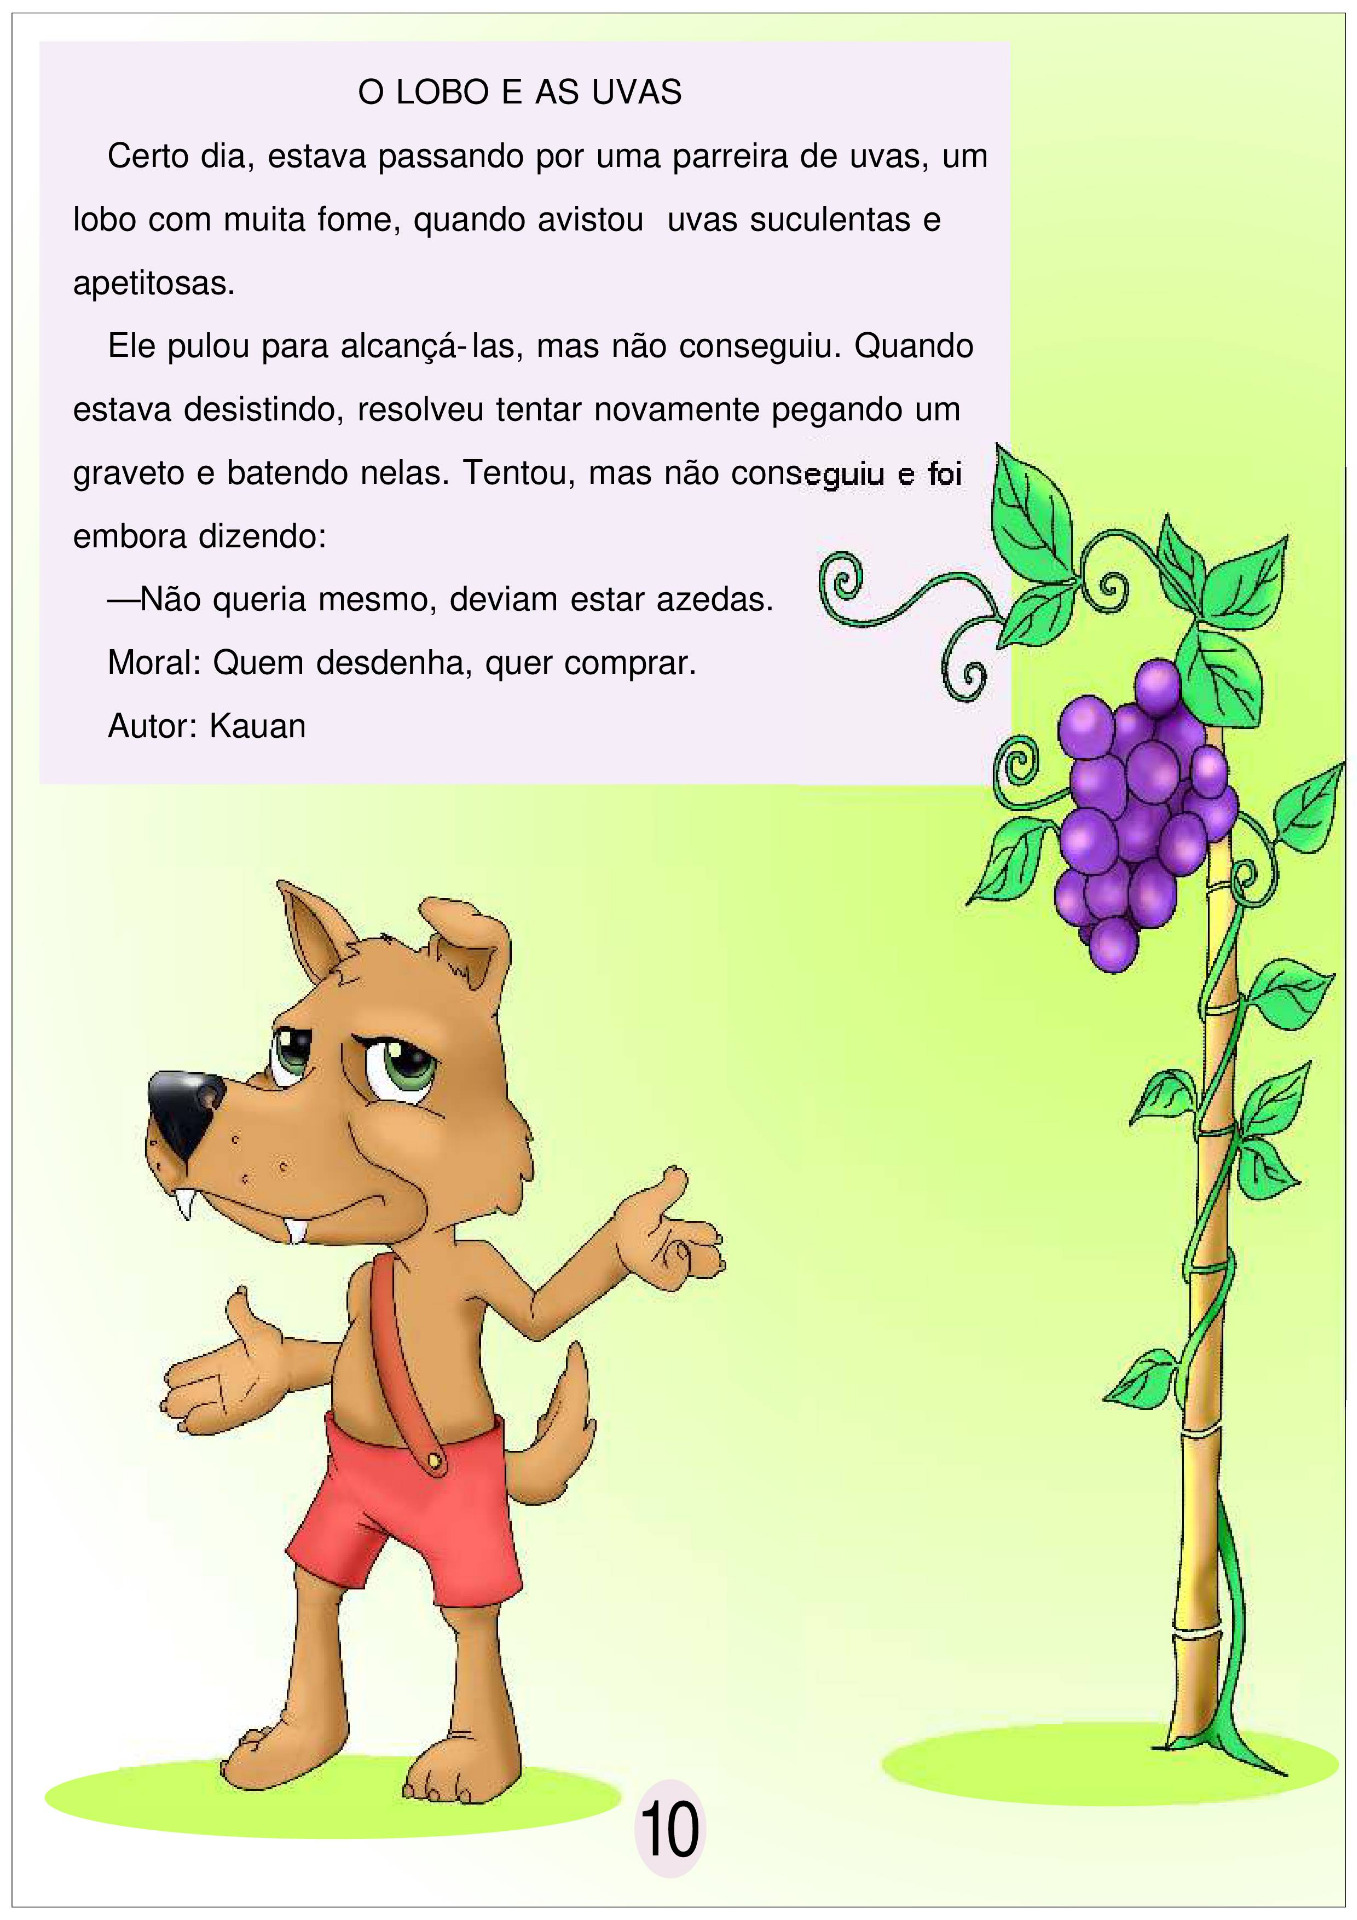 O LOBO E AS UVAS
Certo dia, estava passando por uma parreira de uvas, um
lobo com muita fome, quando avistou uvas suculentas e
apetitosas.
Ele pulou para alcançá-las, mas não conseguiu. Quando
estava desistindo, resolveu tentar novamente pegando um
graveto e batendo nelas. Tentou, mas não conseguiu e foi
embora dizendo:
—Não queria mesmo, deviam estar azedas.
Moral: Quem desdenha, quer comprar.
Autor: Kauan
10